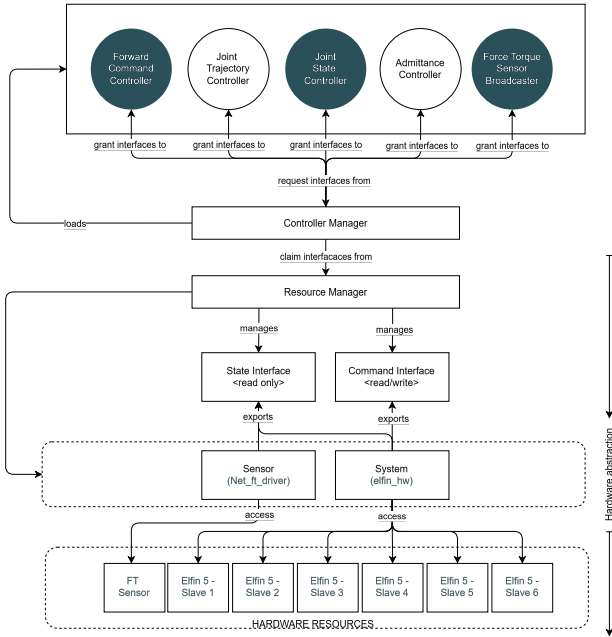 Forward
Command
Controller
Joint
Trajectory
Controller
Joint
State
Controller
Admittance
Controller
Force Torque
Sensor
Broadcaster
grant interfaces to
grant interfaces to
grant interfaces to
grant interfaces to
grant interfaces to
request interfaces from
loads
Controller Manager
claim interfacaces from
Resource Manager
manages
manages
State Interface
<read only>
Command Interface
<read/write>
exports
exports
Sensor
(Net_ft_driver)
System
(elfin_hw)
Hardware abstraction
access
access
FT
Sensor
Elfin 5 -
Slave 1
Elfin 5 -
Slave 2
Elfin 5 -
Slave 3
Elfin 5 -
Slave 4
Elfin 5 -
Slave 5
Elfin 5 -
Slave 6
HARDWARE RESOURCES